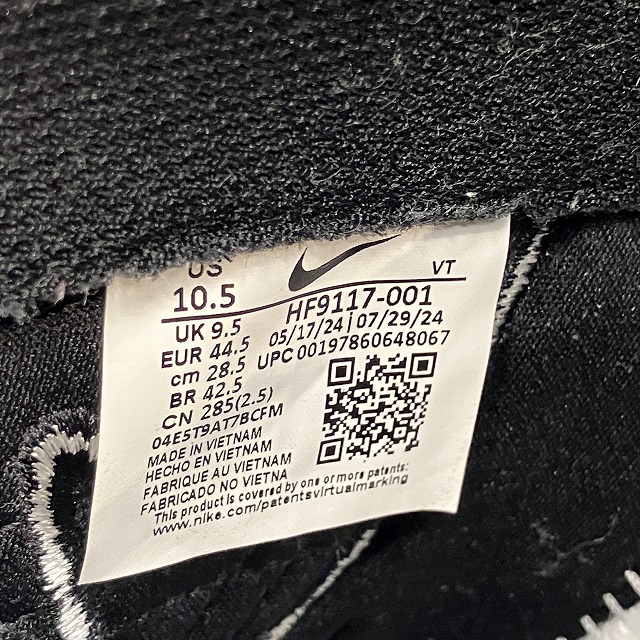 US
10.5
VT
HF9117-001
UK 9.5
05/17/24 | 07/29/24
EUR 44.5
UPC 00197860648067
cm 28.5
BR 42.5
CN 285(2.5)
04E5T9AT7BCFM
MADE IN VIETNAM
HECHO EN VIETNAM
FABRIQUE AU VIETNAM
FABRICADO NO VIETNA
This product is covered by one or more patents:
www.nike.com/patentsvirtualmarking